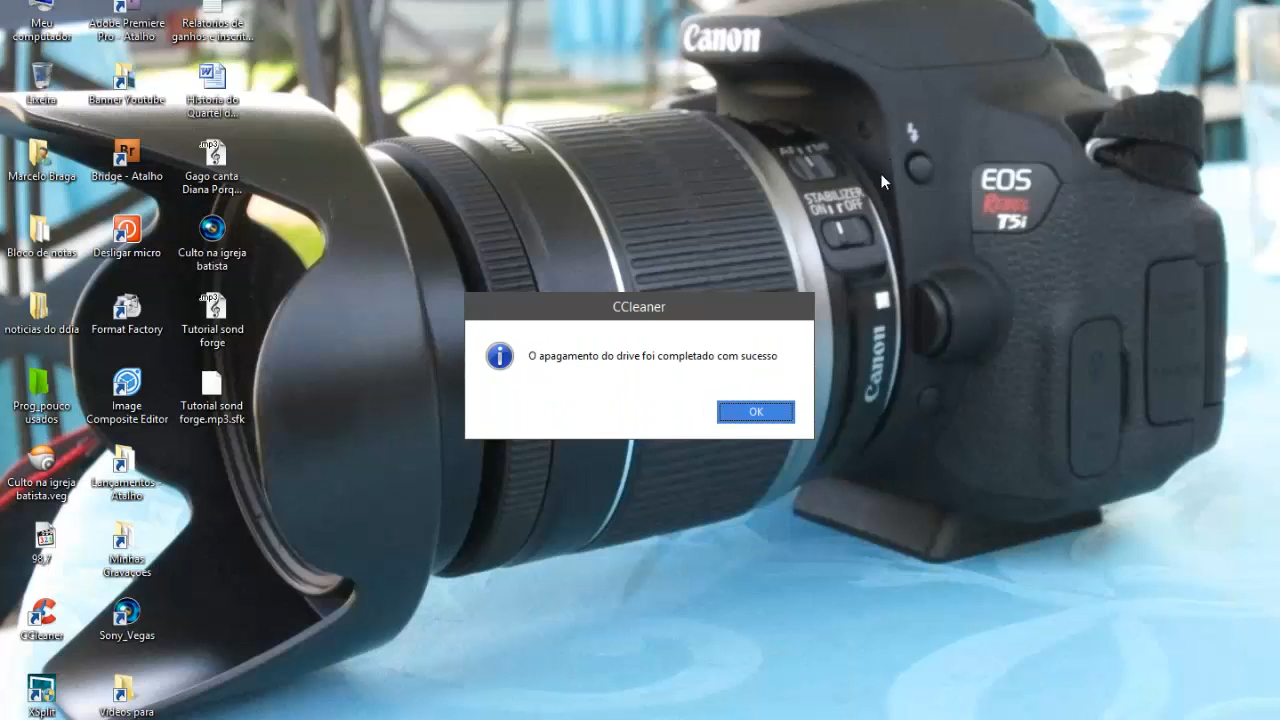 Meu
computador
Adobe Premiere
Pro - Atalho
Relatorios de
ganhos e inscrit...
Lixeira
Banner Youtube
Historia do
Quartel d...
Marcelo Braga
Br
Bridge - Atalho
.mp3
Gago canta
Diana Porq...
Bloco de notas
Desligar micro
Culto na igreja
batista
noticias do ddia
Format Factory
.mp3
Tutorial sond
forge
Prog_pouco
usados
Image
Composite Editor
Tutorial sond
forge.mp3.sfk
Culto na igreja
batista.veg
Lançamentos -
Atalho
98,7
Minhas
Gravações
CCleaner
Sony_Vegas
XSplit
Videos para
CCleaner
O apagamento do drive foi completado com sucesso
OK
Canon
STABILIZER
ON OFF
Canon
EOS
Rebel
T5i